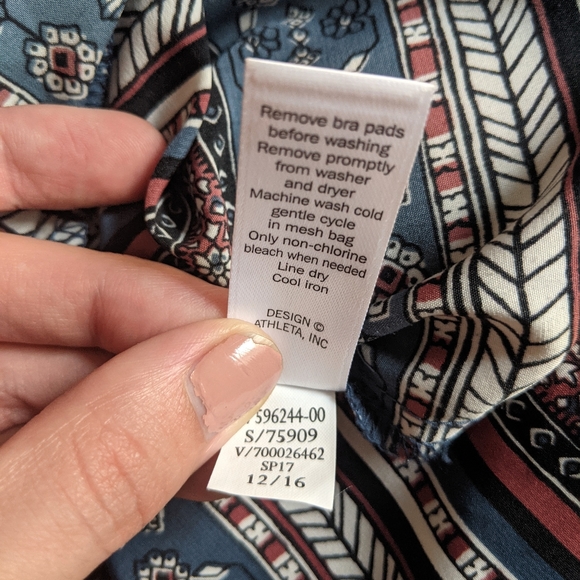 Remove bra pads
before washing
Remove promptly
from washer
and dryer
Machine wash cold
gentle cycle
in mesh bag
Only non-chlorine
bleach when needed
Line dry
Cool iron
DESIGN ©
ATHLETA, INC
596244-00
S/75909
V/700026462
SP17
12/16